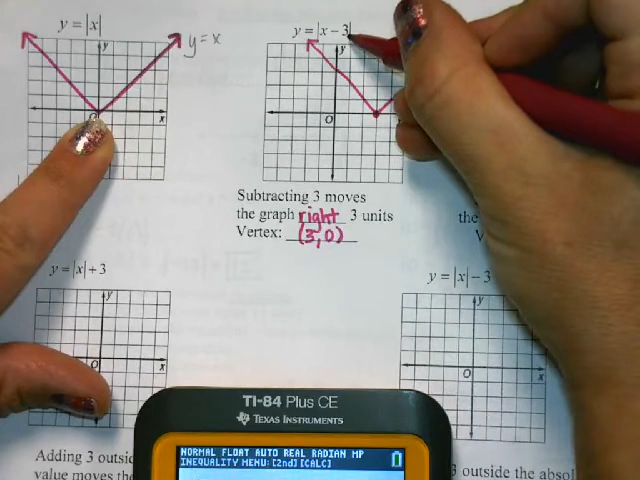 y = |x|
y
y = x
x
O
y = |x - 3|
y
O
Subtracting 3 moves
the graph right 3 units
Vertex: (3,0)
the
V
y = |x| + 3
y
x
O
y = |x| - 3
y
x
O
TI-84 Plus CE
TEXAS INSTRUMENTS
NORMAL FLOAT AUTO REAL RADIAN MP
INEQUALITY MENU:[2nd][CALC]
Adding 3 outsid
value moves the
3 outside the absol